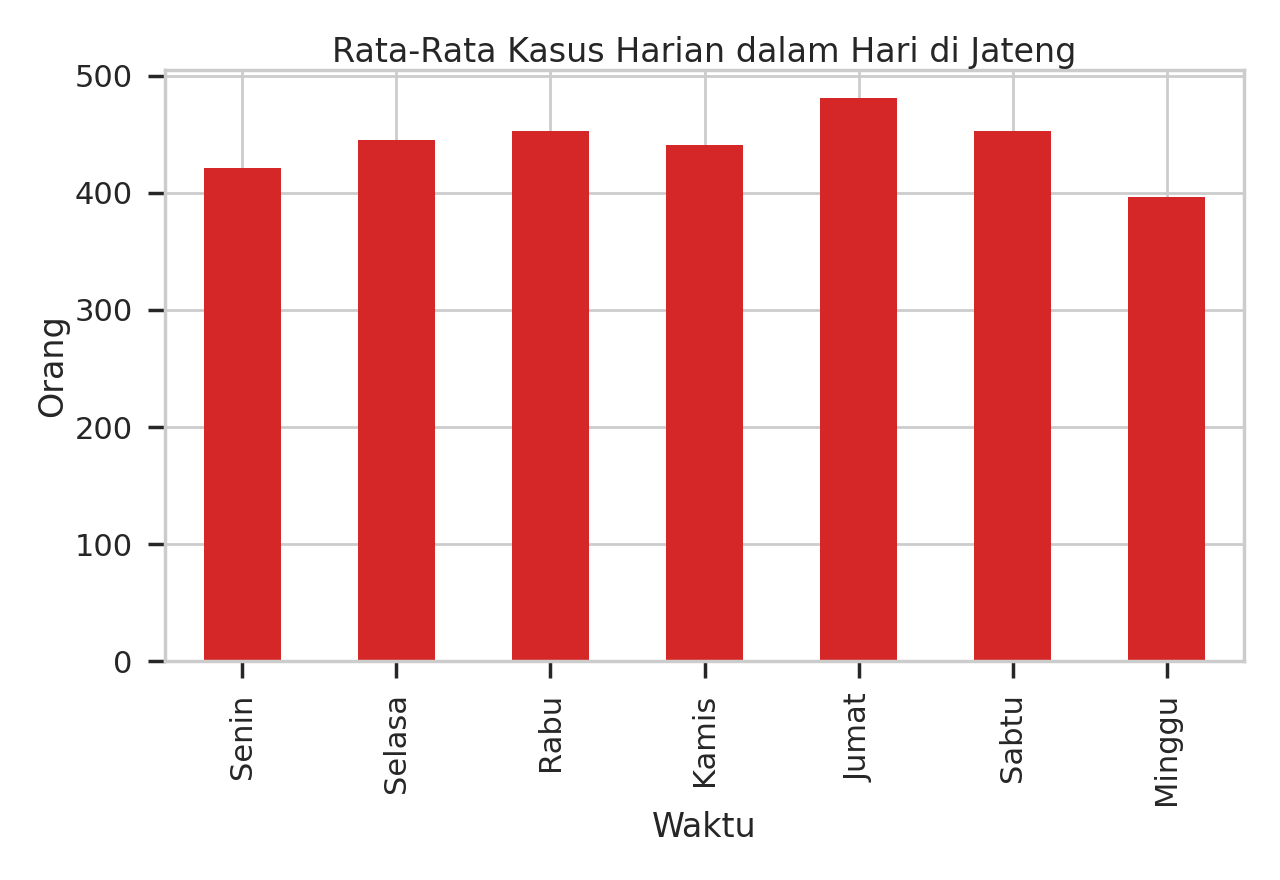 Rata-Rata Kasus Harian dalam Hari di Jateng
500
400
300
200
100
0
Orang
Senin
Selasa
Rabu
Kamis
Jumat
Sabtu
Minggu
Waktu